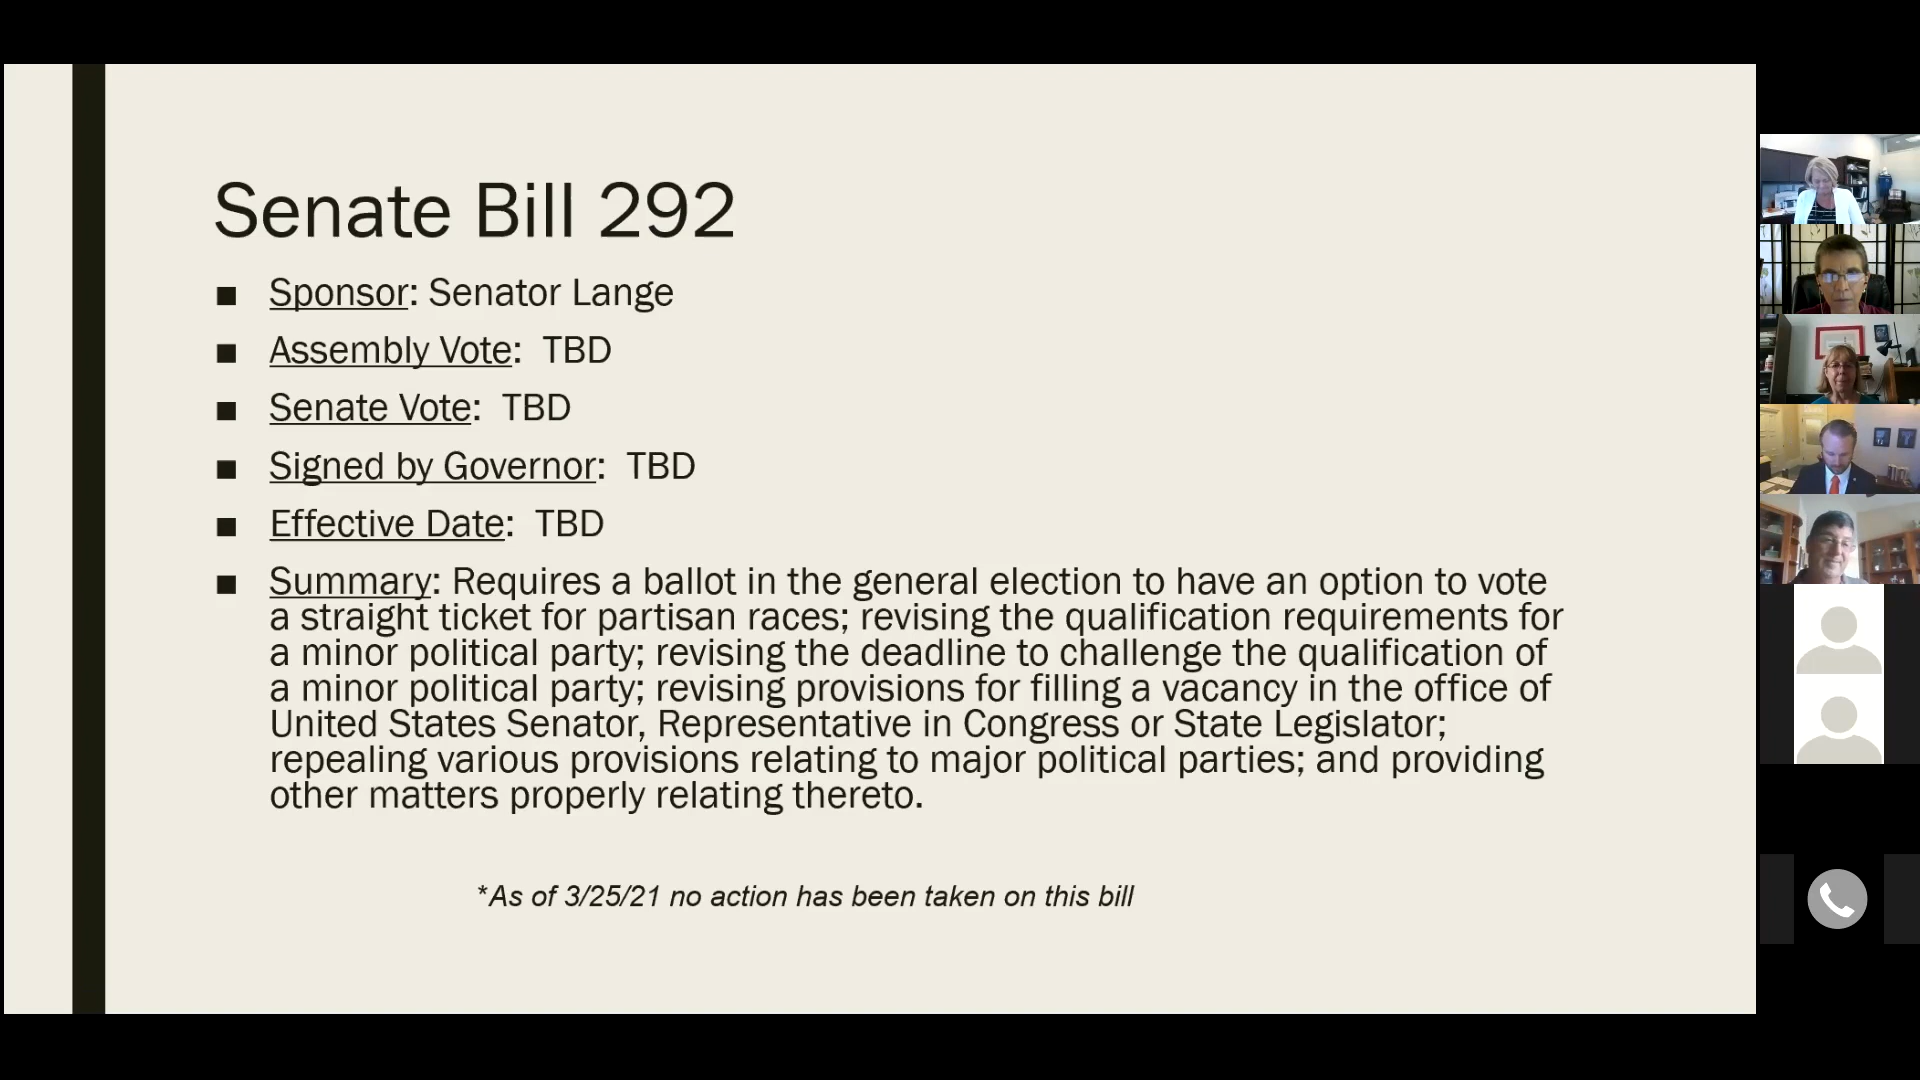 Senate Bill 292
■ Sponsor: Senator Lange
■ Assembly Vote: TBD
■ Senate Vote: TBD
■ Signed by Governor: TBD
■ Effective Date: TBD
■ Summary: Requires a ballot in the general election to have an option to vote
a straight ticket for partisan races; revising the qualification requirements for
a minor political party; revising the deadline to challenge the qualification of
a minor political party; revising provisions for filling a vacancy in the office of
United States Senator, Representative in Congress or State Legislator;
repealing various provisions relating to major political parties; and providing
other matters properly relating thereto.
*As of 3/25/21 no action has been taken on this bill